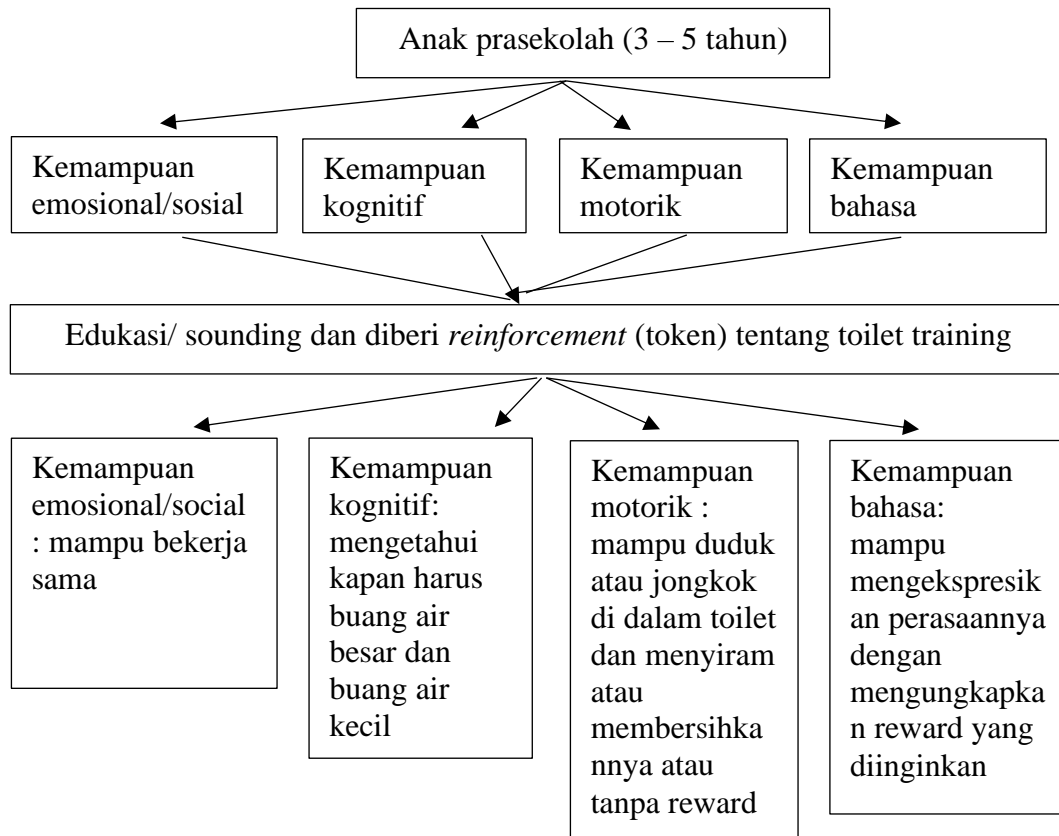 Anak prasekolah (3 – 5 tahun)
Kemampuan
emosional/sosial
Kemampuan
kognitif
Kemampuan
motorik
Kemampuan
bahasa
Edukasi/ sounding dan diberi reinforcement (token) tentang toilet training
Kemampuan
emosional/social
: mampu bekerja
sama
Kemampuan
kognitif:
mengetahui
kapan harus
buang air
besar dan
buang air
kecil
Kemampuan
motorik :
mampu duduk
atau jongkok
di dalam toilet
dan menyiram
atau
membersihka
nnya atau
tanpa reward
Kemampuan
bahasa:
mampu
mengekspresik
an perasaannya
dengan
mengungkapka
n reward yang
diinginkan